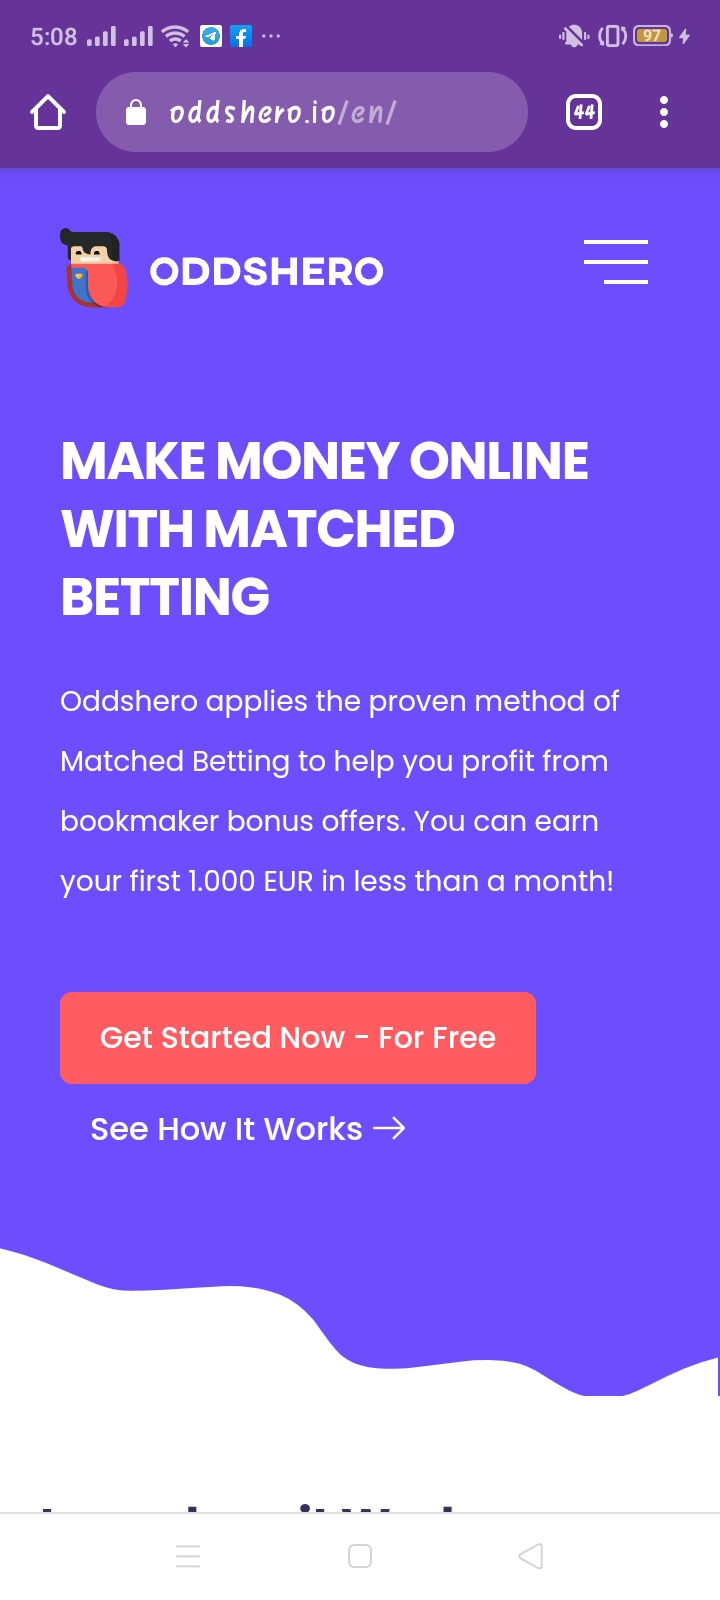 5:08
97
oddshero.io/en/
44
ODDSHERO
MAKE MONEY ONLINE
WITH MATCHED
BETTING
Oddshero applies the proven method of
Matched Betting to help you profit from
bookmaker bonus offers. You can earn
your first 1.000 EUR in less than a month!
Get Started Now - For Free
See How It Works →